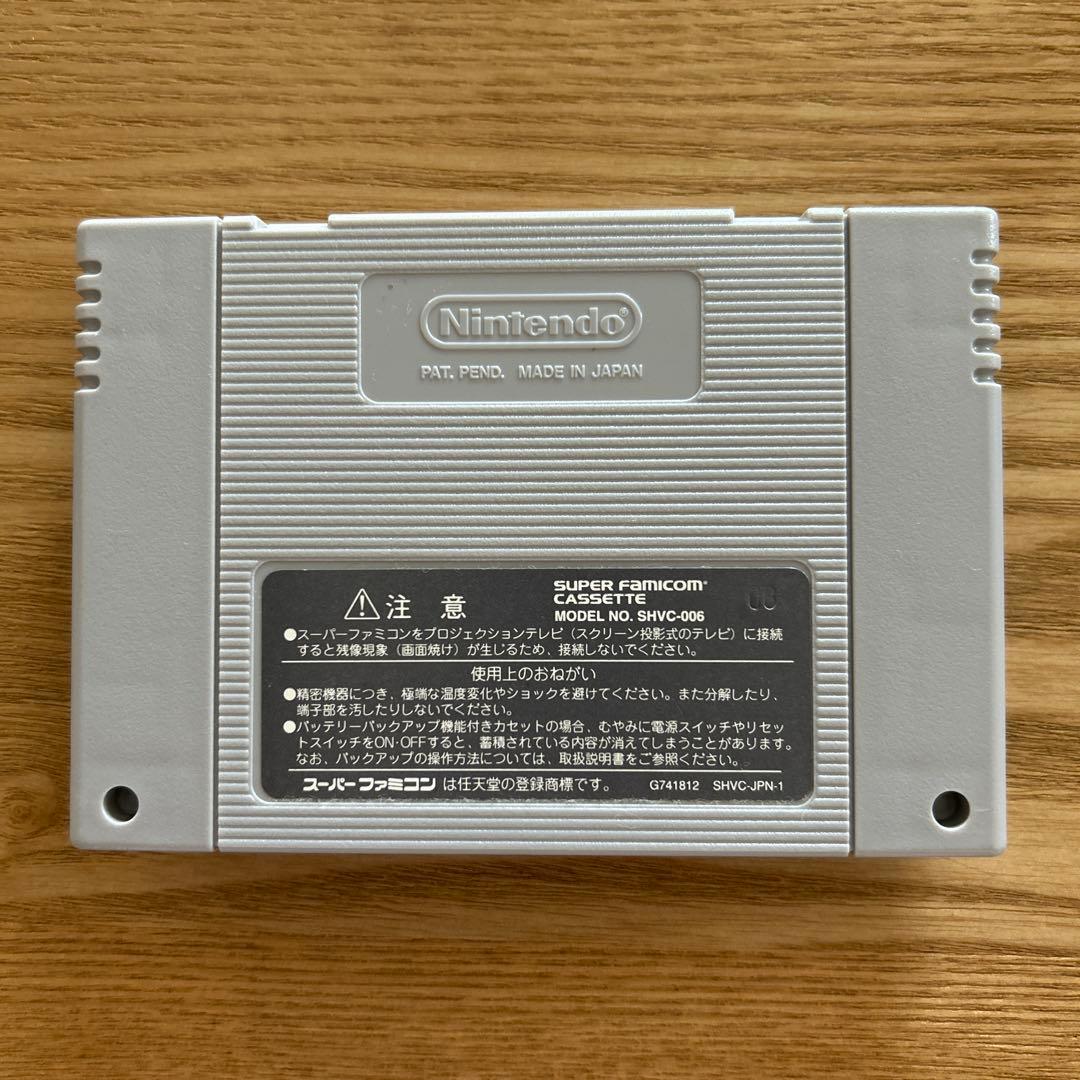 Nintendo®
PAT. PEND. MADE IN JAPAN
⚠注意
SUPER FAMICOM®
CASSETTE
MODEL NO. SHVC-006
●スーパーファミコンをプロジェクションテレビ(スクリーン投影式のテレビ)に接続
すると残像現象(画面焼け)が生じるため、接続しないでください。
使用上のおねがい
●精密機器につき、極端な温度変化やショックを避けてください。また分解したり、
端子部を汚したりしないでください。
●バッテリーバックアップ機能付きカセットの場合、むやみに電源スイッチやリセッ
トスイッチをON・OFFすると、蓄積されている内容が消えてしまうことがあります。
なお、バックアップの操作方法については、取扱説明書をご参照ください。
スーパーファミコン は任天堂の登録商標です。 G741812 SHVC-JPN-1